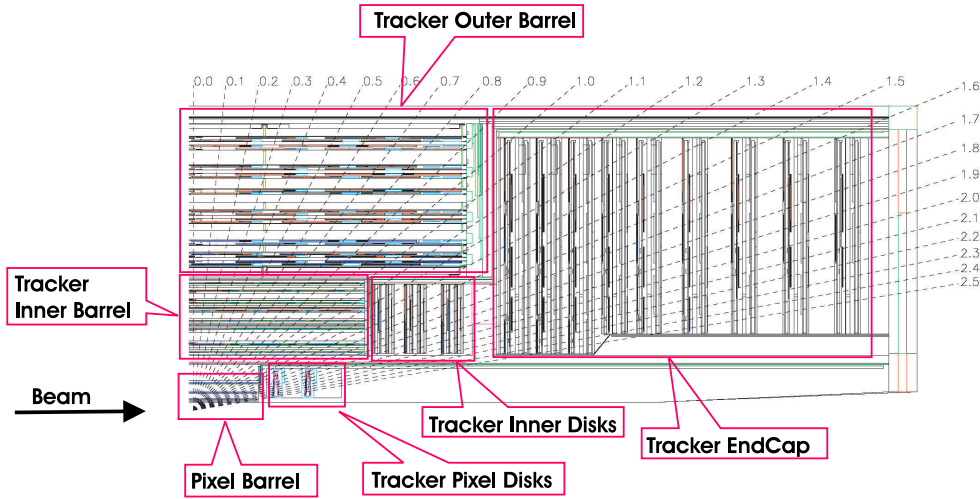 Tracker Outer Barrel
0.0 0.1 0.2 0.3 0.4 0.5 0.6 0.7 0.8 0.9 1.0 1.1 1.2 1.3 1.4 1.5
1.6
1.7
1.8
1.9
2.0
2.1
2.2
2.3
2.4
2.5
Tracker
Inner Barrel
Beam
Tracker Inner Disks
Tracker EndCap
Pixel Barrel
Tracker Pixel Disks